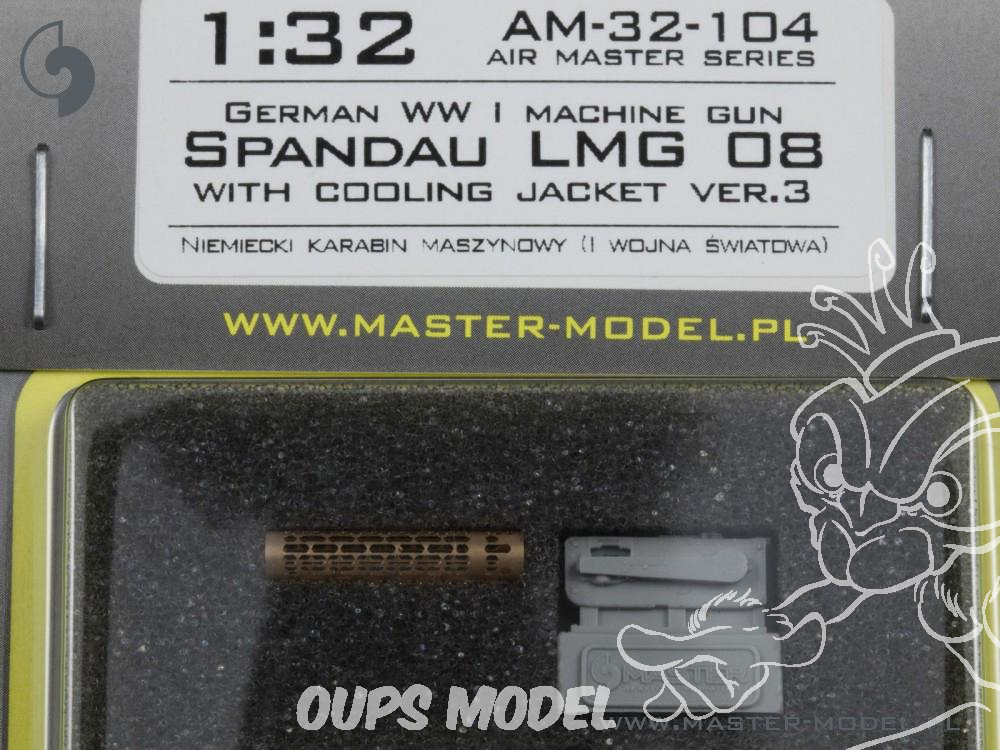 1:32
AM-32-104
AIR MASTER SERIES
GERMAN WW I MACHINE GUN
SPANDAU LMG 08
WITH COOLING JACKET VER.3
NIEMIECKI KARABIN MASZYNOWY (I WOJNA ŚWIATOWA)
WWW.MASTER-MODEL.PL
MASTER
OUPS MODEL
WWW.MASTER-MODEL.PL